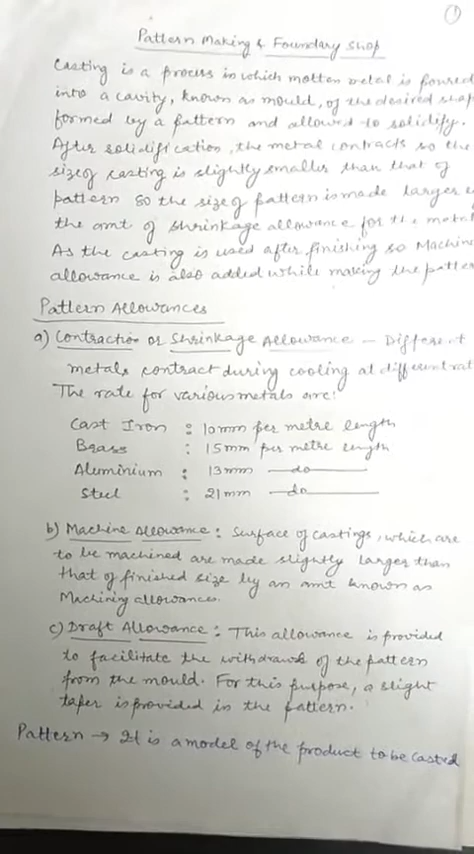 1
Pattern Making & Foundary Shop
Casting is a process in which molten metal is poured
into a cavity, known as mould, of the desired shap
formed by a pattern and allowed to solidify.
After solidification, the metal contracts so the
size of casting is slightly smaller than that of
pattern so the size of pattern is made larger
the amt of shrinkage allowance for the metal
As the casting is used after finishing so Machin
allowance is also added while making the patter
Pattern Allowances
a) Contraction or Shrinkage Allowance — Different
metals contract during cooling at different rat
The rate for various metals are:
Cast Iron : 10mm per metre length
Brass : 15mm per metre length
Aluminium : 13mm —do—
Steel : 21mm —do—
b) Machine Allowance : Surface of castings, which are
to be machined are made slightly larger than
that of finished size by an amt known as
Machining allowances.
c) Draft Allowance : This allowance is provided
to facilitate the withdrawl of the pattern
from the mould. For this purpose, a slight
taper is provided in the pattern.
Pattern → It is a model of the product to be casted